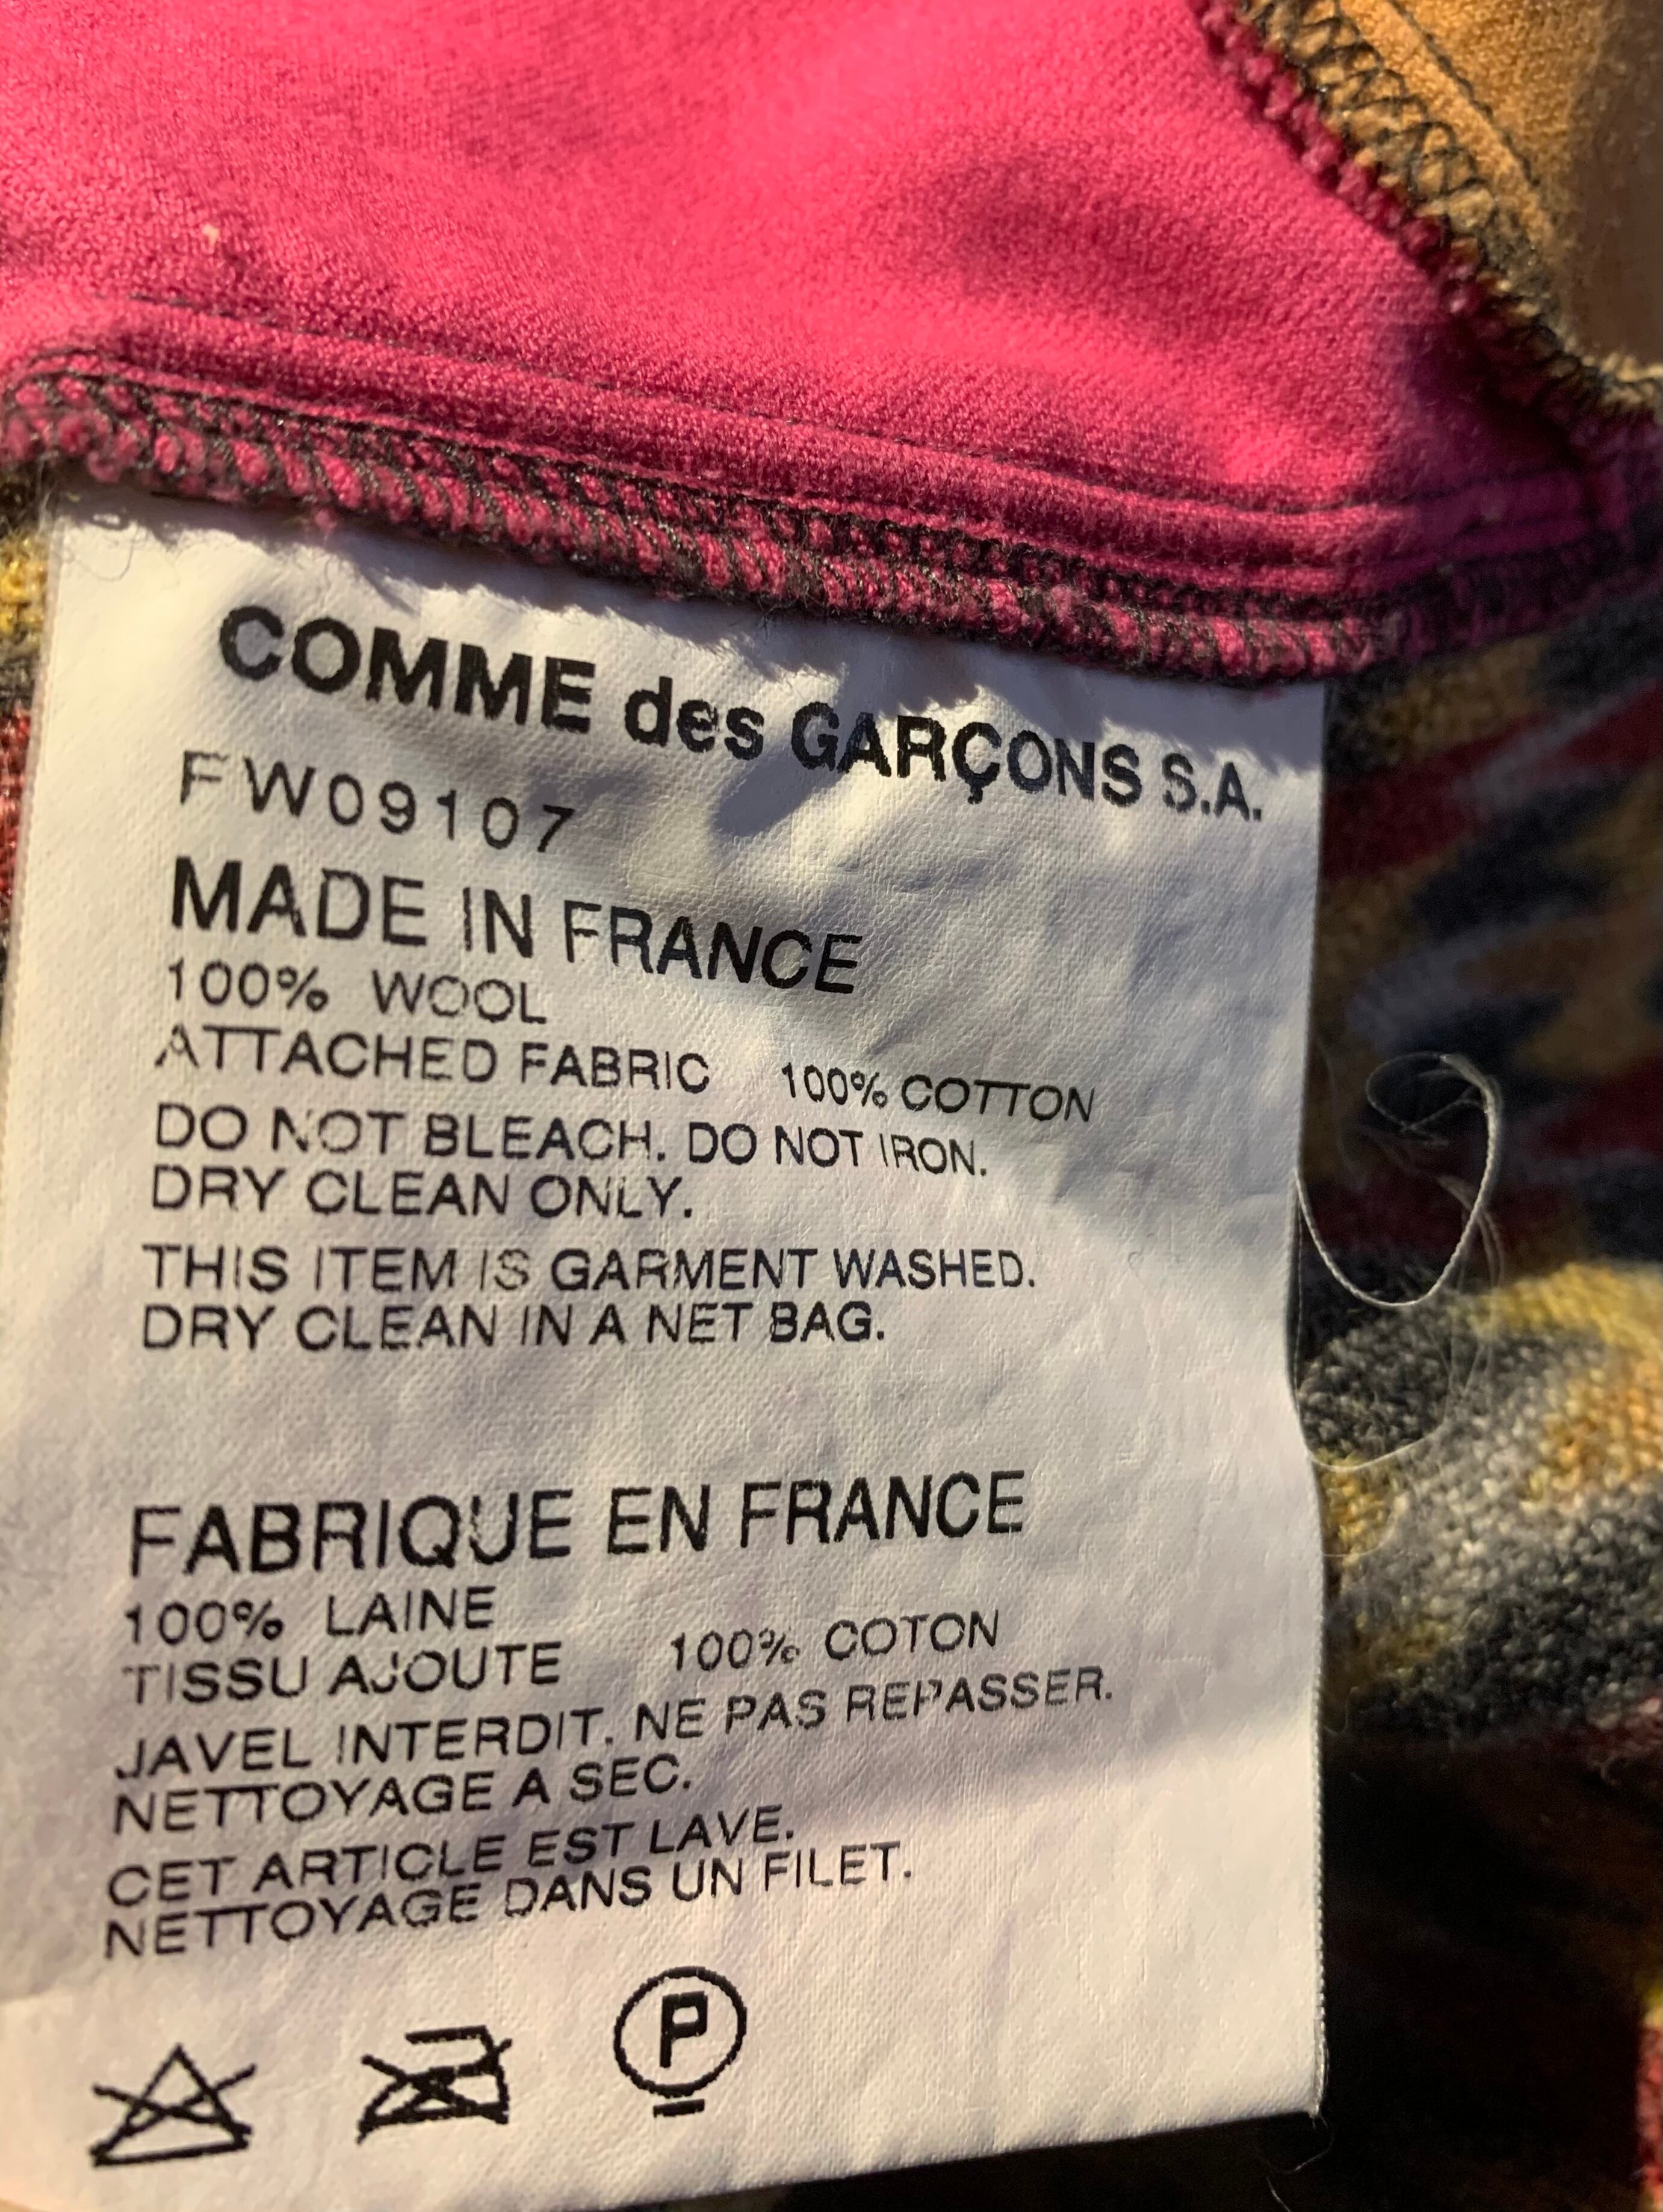 COMME des GARÇONS S.A.
FW09107
MADE IN FRANCE
100% WOOL
ATTACHED FABRIC 100% COTTON
DO NOT BLEACH. DO NOT IRON.
DRY CLEAN ONLY.
THIS ITEM IS GARMENT WASHED.
DRY CLEAN IN A NET BAG.
FABRIQUE EN FRANCE
100% LAINE
TISSU AJOUTE 100% COTON
JAVEL INTERDIT. NE PAS REPASSER.
NETTOYAGE A SEC.
CET ARTICLE EST LAVE.
NETTOYAGE DANS UN FILET.
P